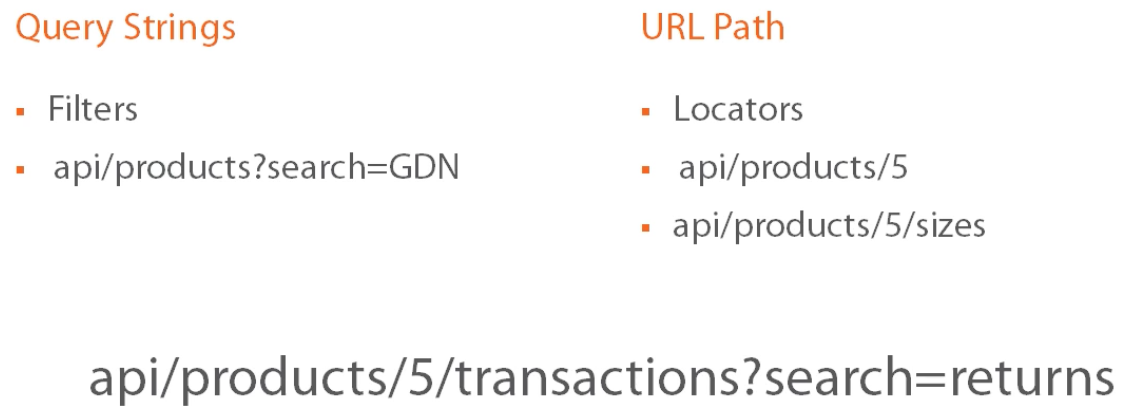 Query Strings
▪ Filters
▪ api/products?search=GDN
URL Path
▪ Locators
▪ api/products/5
▪ api/products/5/sizes
api/products/5/transactions?search=returns